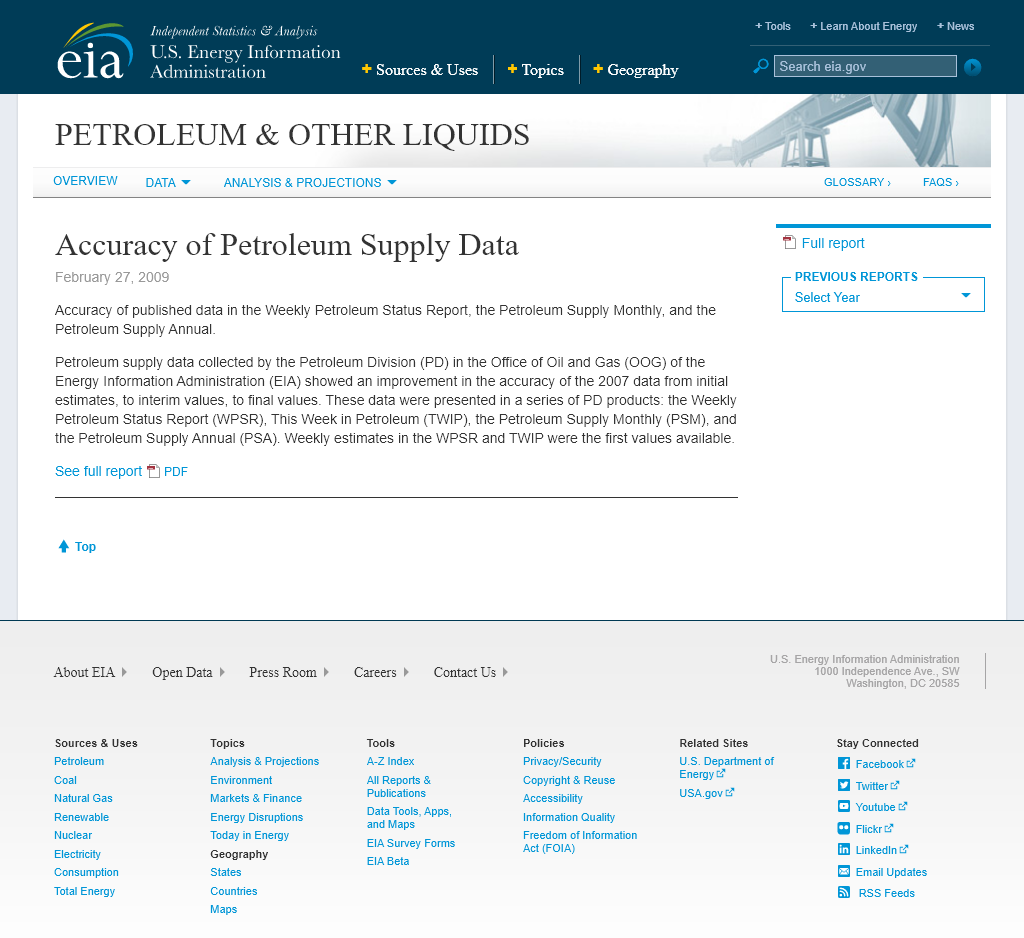 Independent Statistics & Analysis
U.S. Energy Information
Administration
eia
+ Sources & Uses
+ Topics
+ Geography
+ Tools
+ Learn About Energy
+ News
Search eia.gov
PETROLEUM & OTHER LIQUIDS
OVERVIEW
DATA
ANALYSIS & PROJECTIONS
GLOSSARY ›
FAQS ›
Accuracy of Petroleum Supply Data
February 27, 2009
Accuracy of published data in the Weekly Petroleum Status Report, the Petroleum Supply Monthly, and the
Petroleum Supply Annual.
Petroleum supply data collected by the Petroleum Division (PD) in the Office of Oil and Gas (OOG) of the
Energy Information Administration (EIA) showed an improvement in the accuracy of the 2007 data from initial
estimates, to interim values, to final values. These data were presented in a series of PD products: the Weekly
Petroleum Status Report (WPSR), This Week in Petroleum (TWIP), the Petroleum Supply Monthly (PSM), and
the Petroleum Supply Annual (PSA). Weekly estimates in the WPSR and TWIP were the first values available.
See full report PDF
Full report
PREVIOUS REPORTS
Select Year
Top
About EIA
Open Data
Press Room
Careers
Contact Us
U.S. Energy Information Administration
1000 Independence Ave., SW
Washington, DC 20585
Sources & Uses
Petroleum
Coal
Natural Gas
Renewable
Nuclear
Electricity
Consumption
Total Energy
Topics
Analysis & Projections
Environment
Markets & Finance
Energy Disruptions
Today in Energy
Geography
States
Countries
Maps
Tools
A-Z Index
All Reports &
Publications
Data Tools, Apps,
and Maps
EIA Survey Forms
EIA Beta
Policies
Privacy/Security
Copyright & Reuse
Accessibility
Information Quality
Freedom of Information
Act (FOIA)
Related Sites
U.S. Department of
Energy
USA.gov
Stay Connected
Facebook
Twitter
Youtube
Flickr
LinkedIn
Email Updates
RSS Feeds